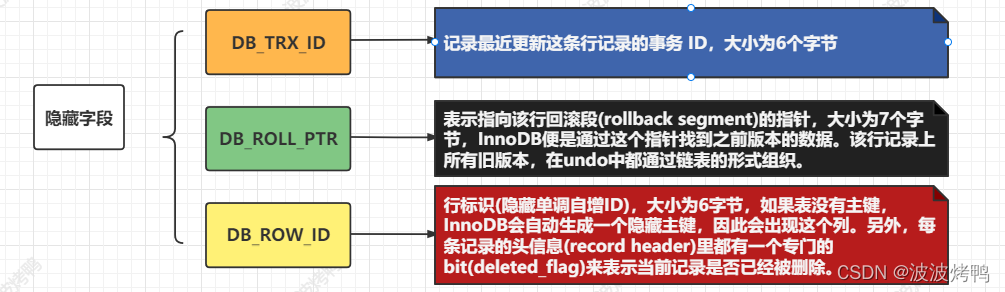 隐藏字段
DB_TRX_ID
记录最近更新这条行记录的事务 ID，大小为6个字节
DB_ROLL_PTR
表示指向该行回滚段(rollback segment)的指针，大小为7个字
节，InnoDB便是通过这个指针找到之前版本的数据。该行记录上
所有旧版本，在undo中都通过链表的形式组织。
DB_ROW_ID
行标识(隐藏单调自增ID)，大小为6字节，如果表没有主键，
InnoDB会自动生成一个隐藏主键，因此会出现这个列。另外，每
条记录的头信息(record header)里都有一个专门的
bit(deleted_flag)来表示当前记录是否已经被删除。
CSDN @波波烤鸭